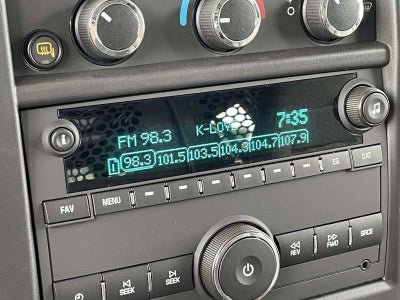 7:35
FM 98.3 K-LOVE
1 98.3 101.5 103.5 104.3 104.7 107.9
FAV MENU EQ CAT
SEEK SEEK REV FWD SRCE